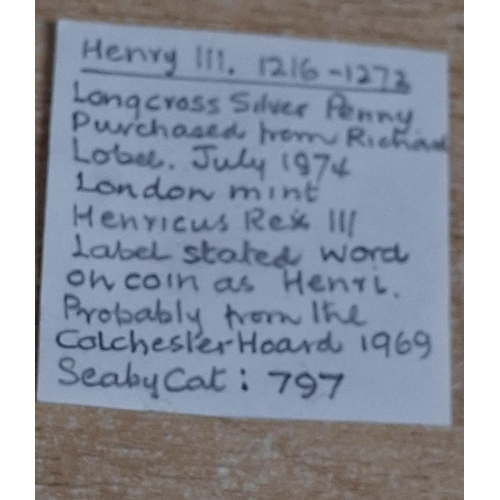 Henry III. 1216-1272
Longcross Silver Penny
Purchased from Richard
Lobel. July 1974
London mint
Henricus Rex III
Label stated word
on coin as Henri.
Probably from the
Colchester Hoard 1969
Seaby Cat: 797